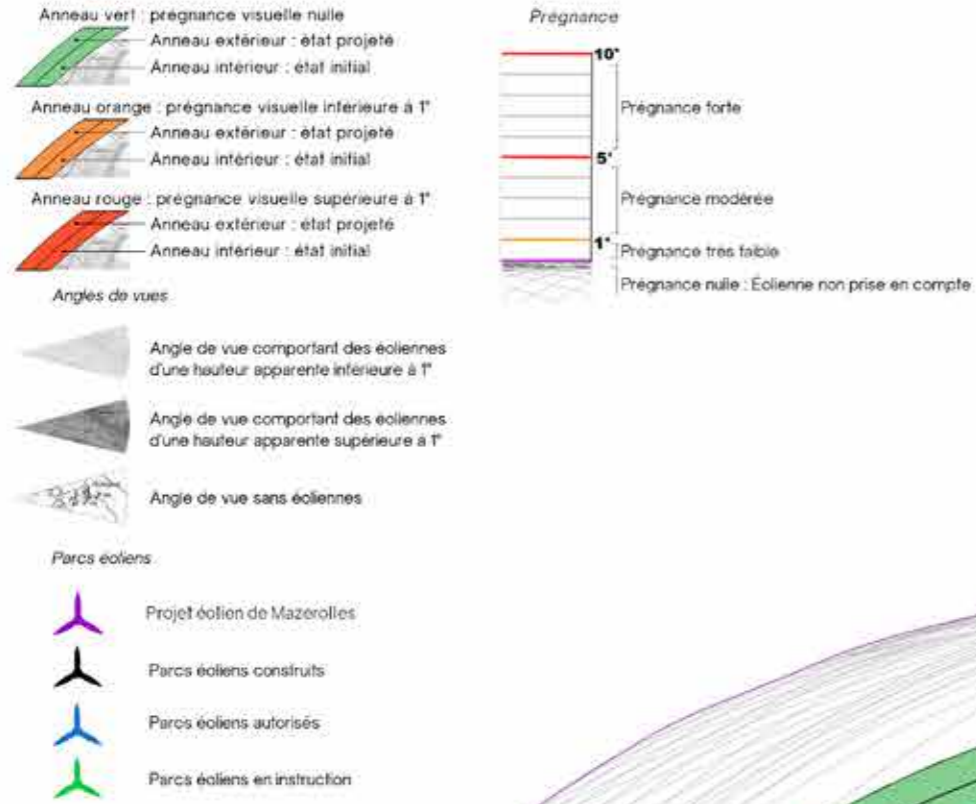 Anneau vert : prégnance visuelle nulle
Anneau extérieur : état projeté
Anneau intérieur : état initial
Anneau orange : prégnance visuelle inférieure à 1°
Anneau extérieur : état projeté
Anneau intérieur : état initial
Anneau rouge : prégnance visuelle supérieure à 1°
Anneau extérieur : état projeté
Anneau intérieur : état initial
Angles de vues
Angle de vue comportant des éoliennes
d'une hauteur apparente inférieure à 1°
Angle de vue comportant des éoliennes
d'une hauteur apparente supérieure à 1°
Angle de vue sans éoliennes
Parcs éoliens
Projet éolien de Mazerolles
Parcs éoliens construits
Parcs éoliens autorisés
Parcs éoliens en instruction
Prégnance
10°
Prégnance forte
5°
Prégnance modérée
1°
Prégnance très faible
Prégnance nulle : Éolienne non prise en compte